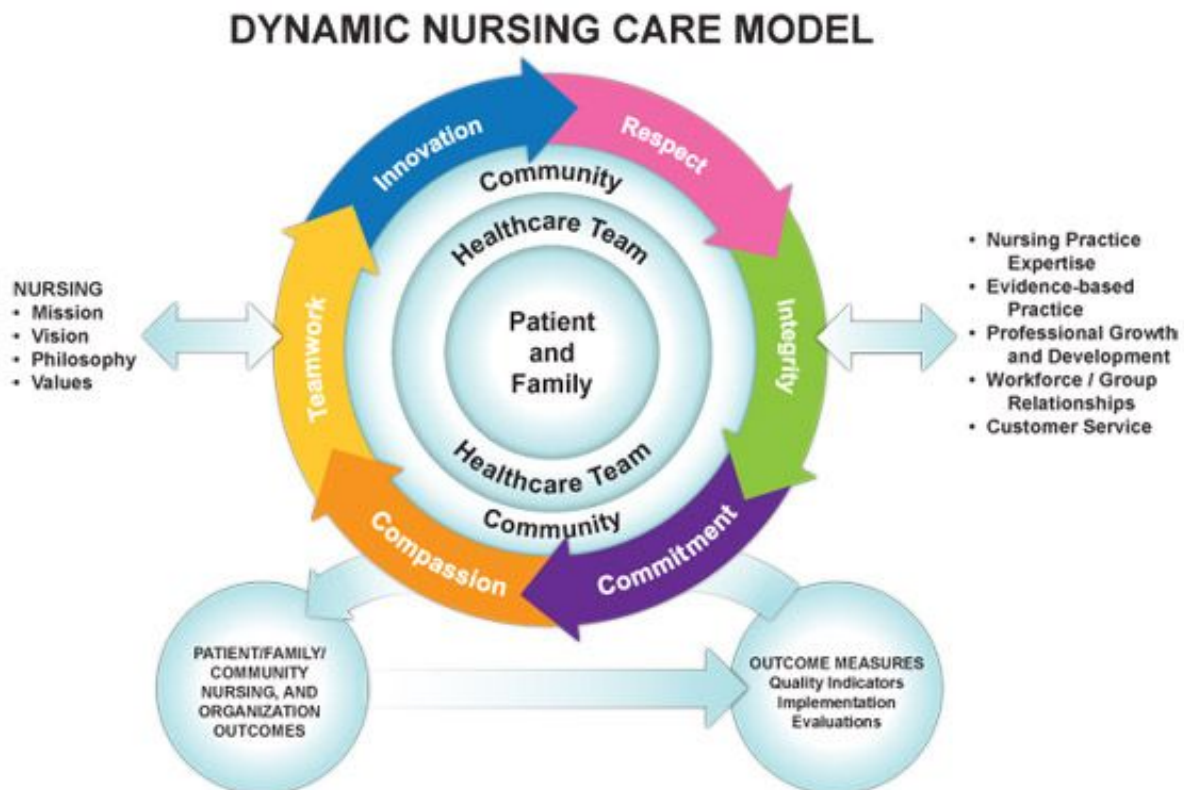 DYNAMIC NURSING CARE MODEL
Innovation
Respect
Integrity
Commitment
Compassion
Teamwork
Community
Healthcare Team
Patient
and
Family
Healthcare Team
Community
NURSING
• Mission
• Vision
• Philosophy
• Values
• Nursing Practice
Expertise
• Evidence-based
Practice
• Professional Growth
and Development
• Workforce / Group
Relationships
• Customer Service
PATIENT/FAMILY/
COMMUNITY
NURSING, AND
ORGANIZATION
OUTCOMES
OUTCOME MEASURES
Quality Indicators
Implementation
Evaluations